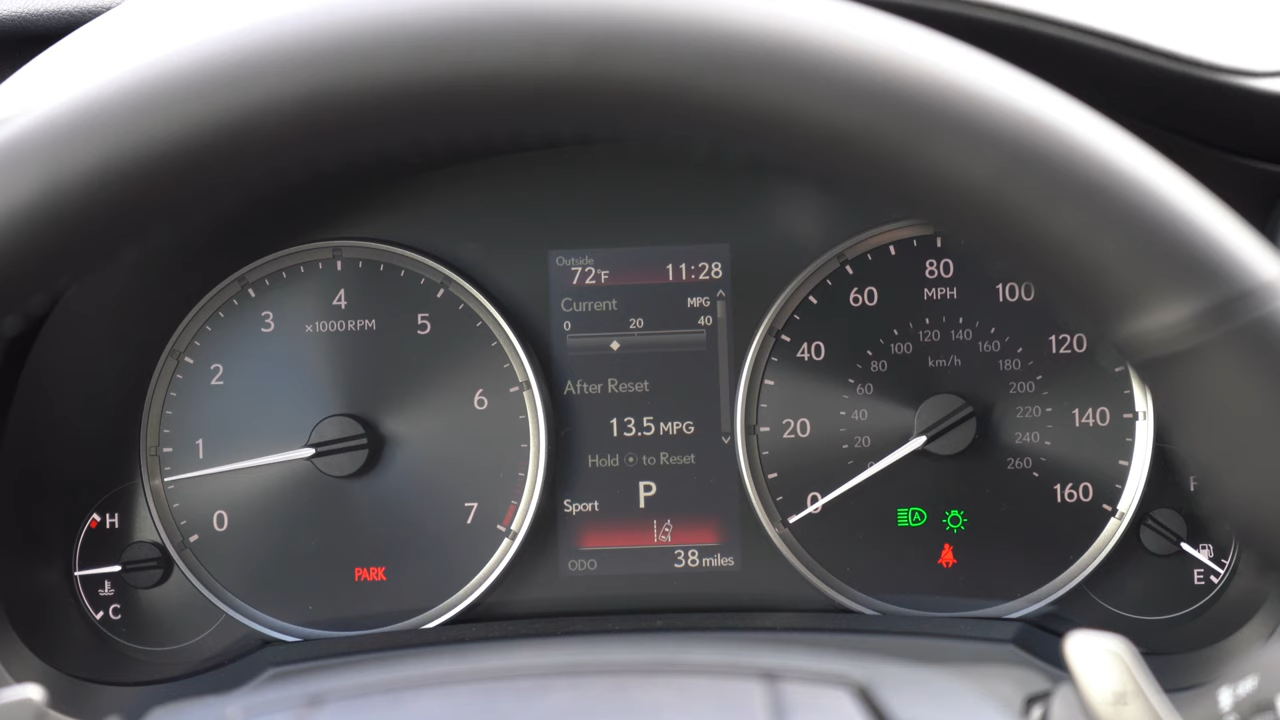 0
1
2
3
4
5
6
7
x1000RPM
PARK
H
C
Outside
72°F 11:28
Current MPG
0 20 40
After Reset
13.5 MPG
Hold to Reset
P
Sport
ODO 38 miles
0
20
40
60
80
100
120
140
160
MPH
20
40
60
80
100
120
140
160
180
200
220
240
260
km/h
A
F
E